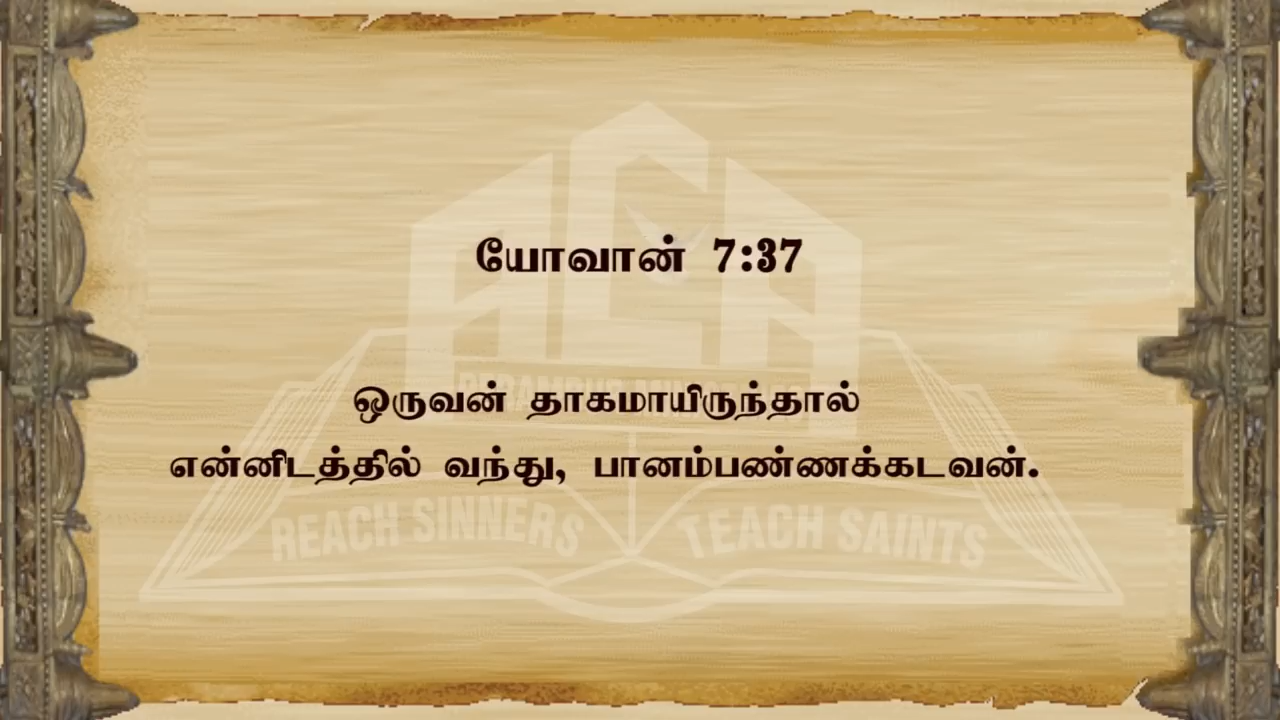 யோவான் 7:37
ஒருவன் தாகமாயிருந்தால்
என்னிடத்தில் வந்து, பானம்பண்ணக்கடவன்.
REACH SINNERS TEACH SAINTS